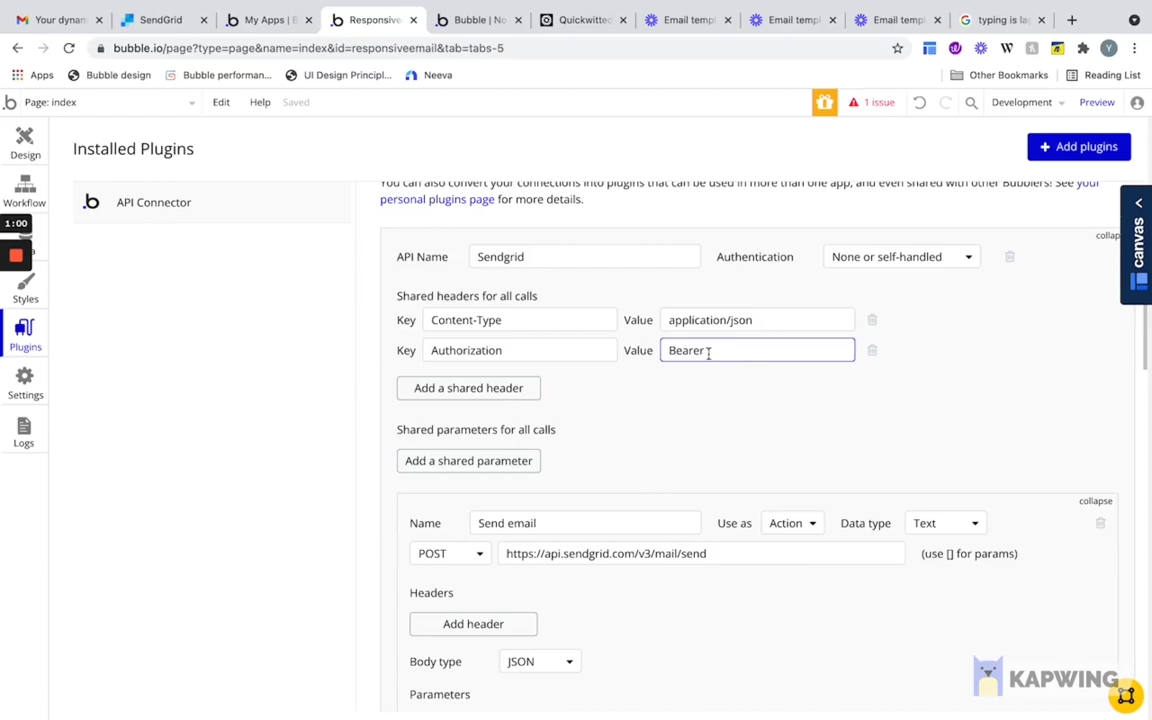 Your dynam
SendGrid
My Apps | B
Responsive
Bubble | No
Quickwitted
Email templ
Email templ
Email templ
typing is lag
bubble.io/page?type=page&name=index&id=responsiveemail&tab=tabs-5
Apps
Bubble design
Bubble performan...
UI Design Principl...
Neeva
Other Bookmarks
Reading List
Page: index
Edit
Help
Saved
1 issue
Development
Preview
Design
Workflow
1:00
Styles
Plugins
Settings
Logs
Installed Plugins
Add plugins
API Connector
You can also convert your connections into plugins that can be used in more than one app, and even shared with other Bubblers! See your
personal plugins page for more details.
collap
canvas
API Name
Sendgrid
Authentication
None or self-handled
Shared headers for all calls
Key
Content-Type
Value
application/json
Key
Authorization
Value
Bearer
Add a shared header
Shared parameters for all calls
Add a shared parameter
collapse
Name
Send email
Use as
Action
Data type
Text
POST
https://api.sendgrid.com/v3/mail/send
(use [] for params)
Headers
Add header
Body type
JSON
Parameters
KAPWING